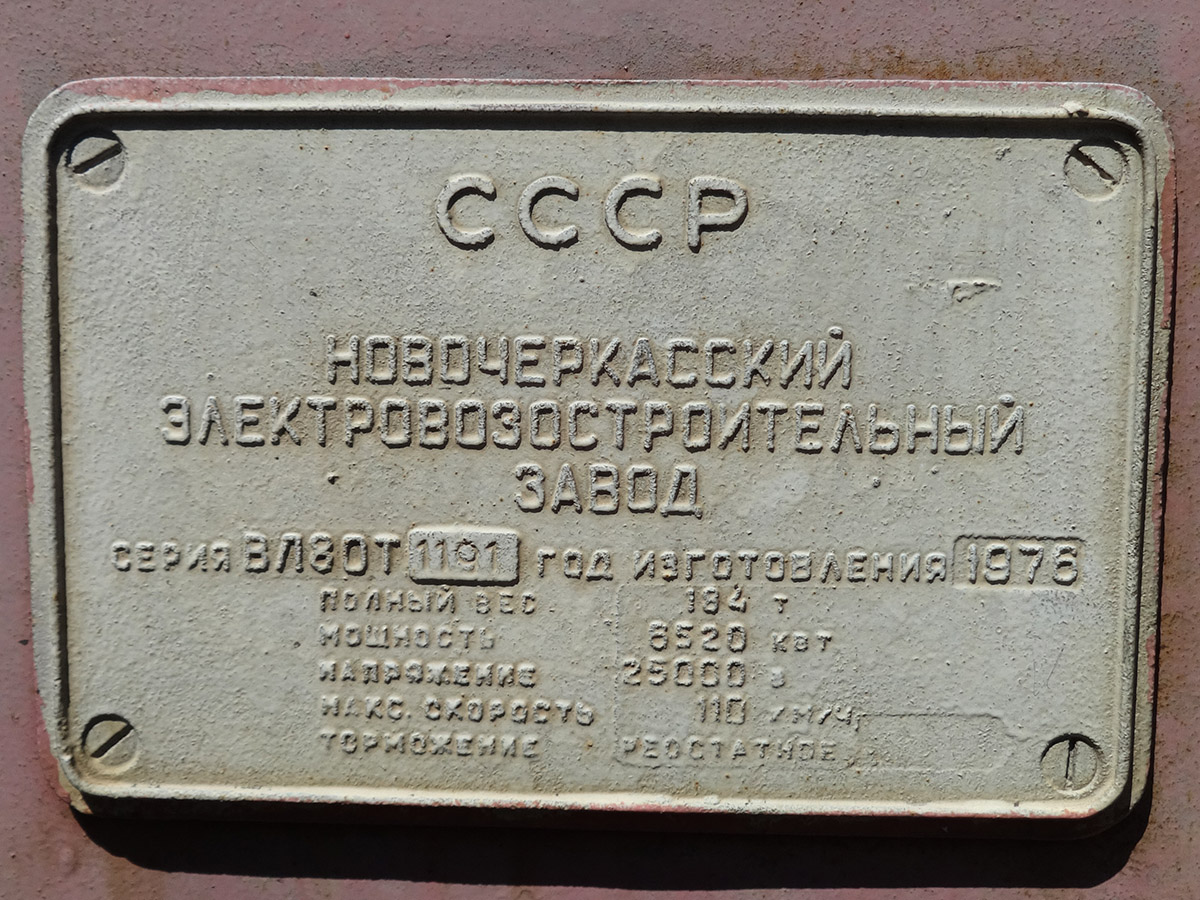 СССР
НОВОЧЕРКАССКИЙ
ЭЛЕКТРОВОЗОСТРОИТЕЛЬНЫЙ
ЗАВОД
СЕРИЯ ВЛ80Т 1191 ГОД ИЗГОТОВЛЕНИЯ 1976
ПОЛНЫЙ ВЕС 184 Т
МОЩНОСТЬ 6520 КВТ
НАПРЯЖЕНИЕ 25000 В
МАКС. СКОРОСТЬ 110 КМ/Ч
ТОРМОЖЕНИЕ РЕОСТАТНОЕ